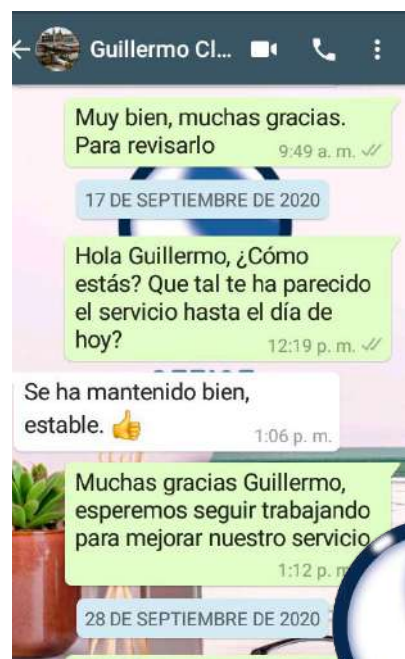 Guillermo Cl...
Muy bien, muchas gracias.
Para revisarlo
9:49 a. m.
17 DE SEPTIEMBRE DE 2020
Hola Guillermo, ¿Cómo
estás? Que tal te ha parecido
el servicio hasta el día de
hoy?
12:19 p. m.
Se ha mantenido bien,
estable. 👍
1:06 p. m.
Muchas gracias Guillermo,
esperemos seguir trabajando
para mejorar nuestro servicio
1:12 p.
28 DE SEPTIEMBRE DE 2020